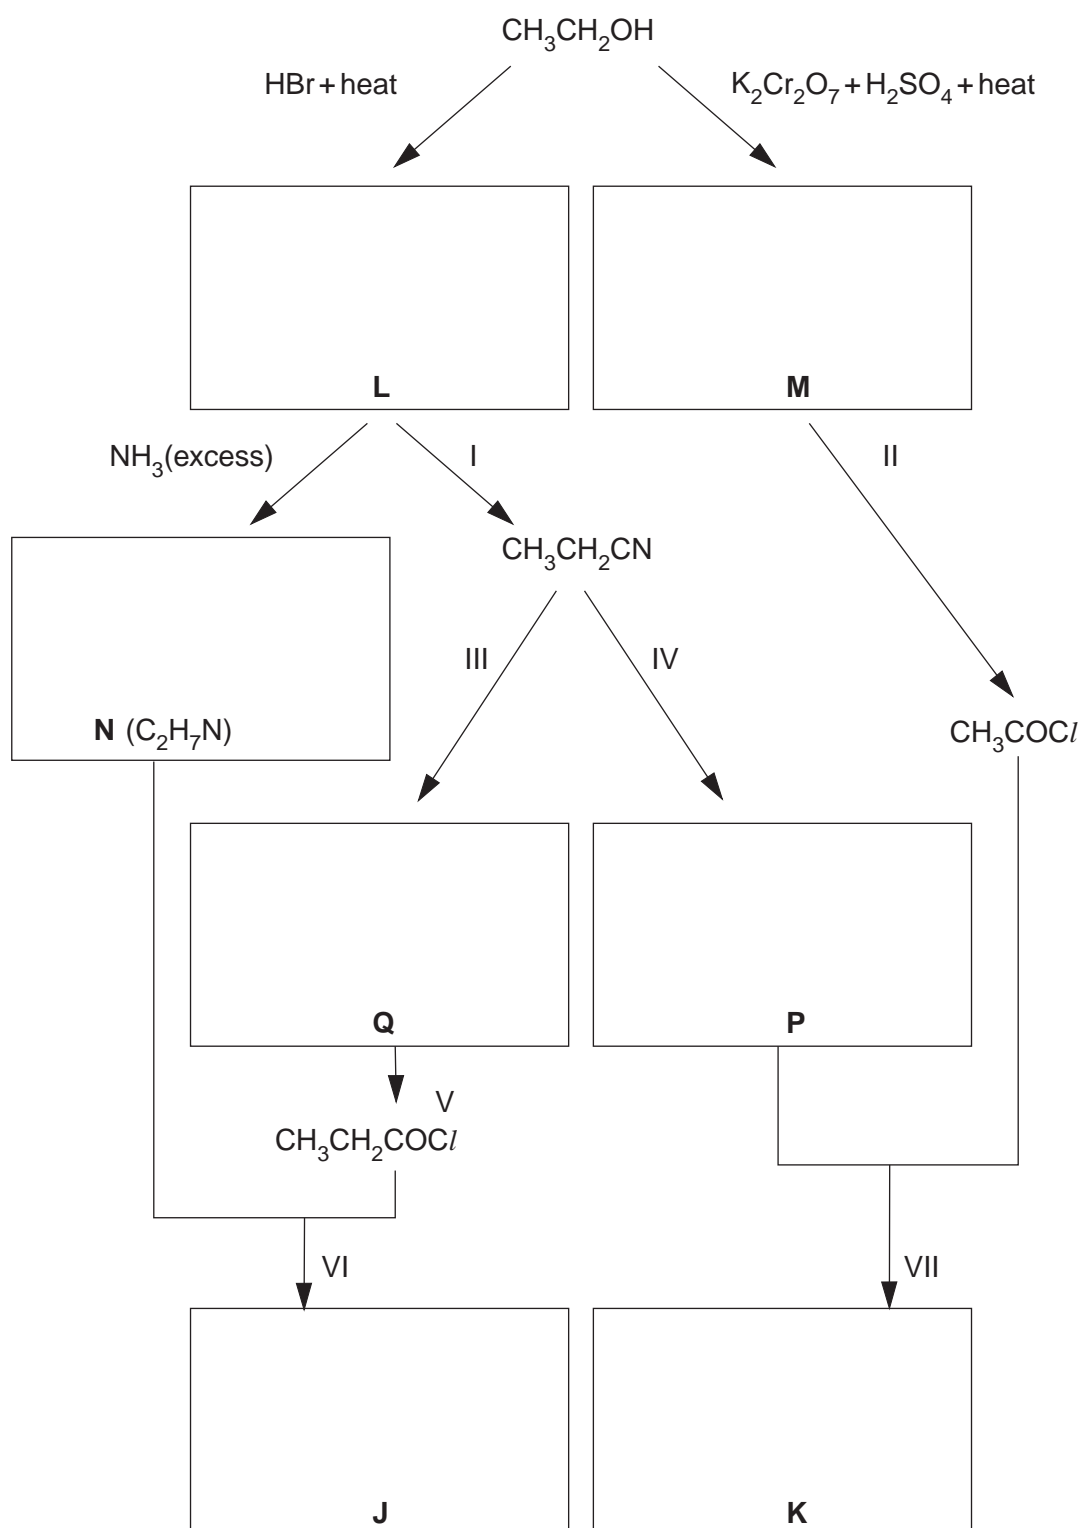 CH₃CH₂OH
HBr + heat
K₂Cr₂O₇ + H₂SO₄ + heat
L
M
NH₃(excess)
I
II
CH₃CH₂CN
III
IV
N (C₂H₇N)
CH₃COCl
Q
P
V
CH₃CH₂COCl
VI
VII
J
K